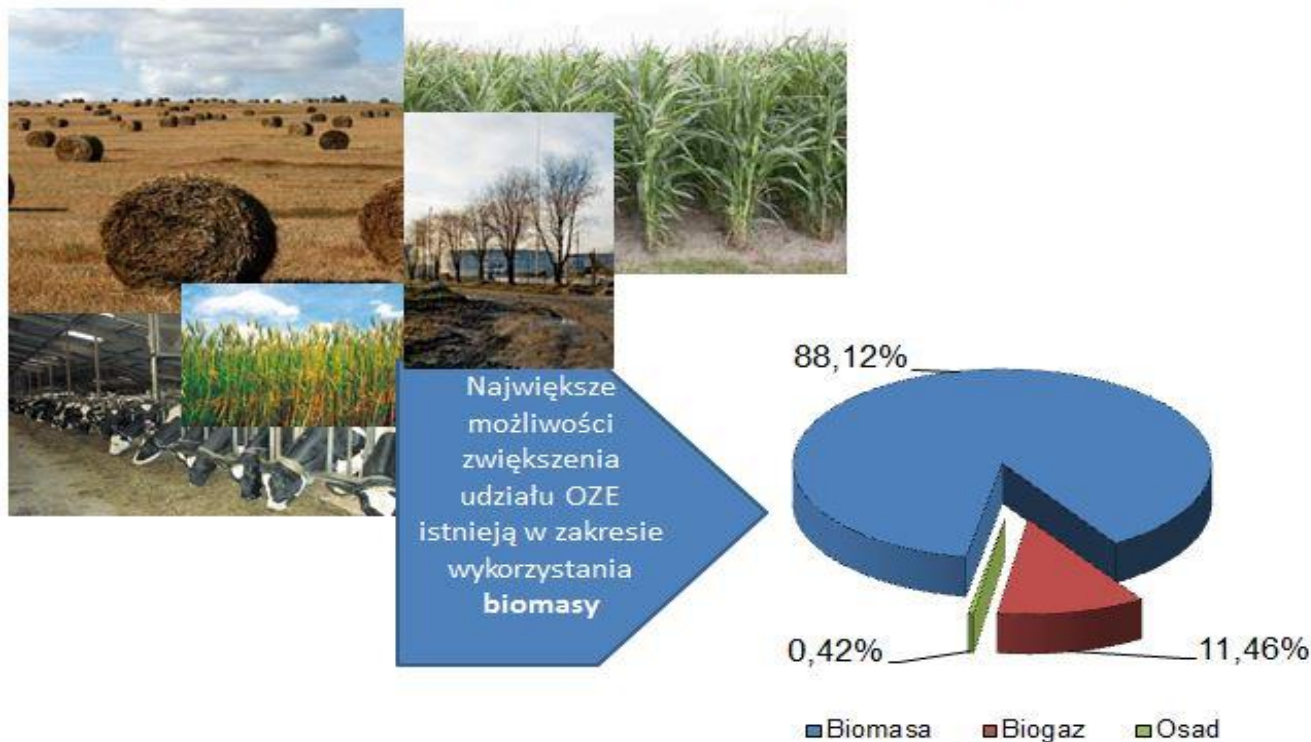 Największe
możliwości
zwiększenia
udziału OZE
istnieją w zakresie
wykorzystania
biomasy
88,12%
0,42%
11,46%
Biomasa Biogaz Osad